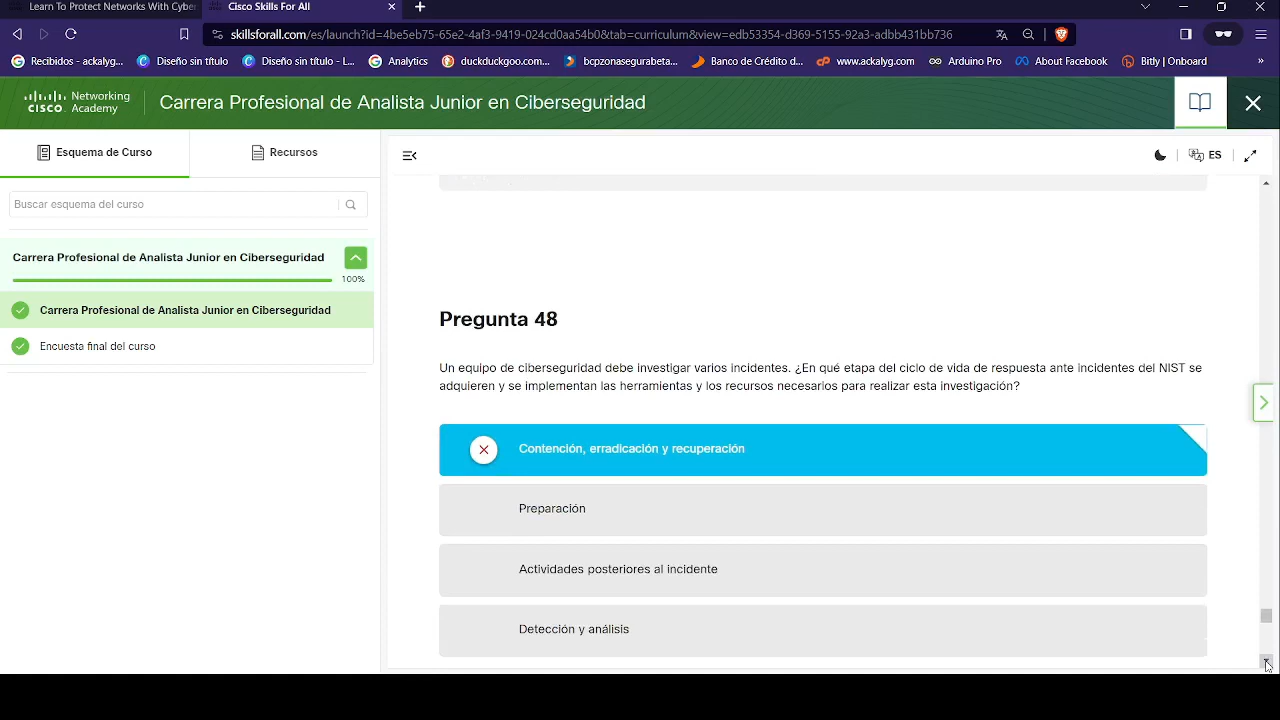 Learn To Protect Networks With Cyber
Cisco Skills For All
skillsforall.com/es/launch?id=4be5eb75-65e2-4af3-9419-024cd0aa54b0&tab=curriculum&view=edb53354-d369-5155-92a3-adbb431bb736
Recibidos - ackalyg...
Diseño sin título
Diseño sin título - L...
Analytics
duckduckgoo.com...
bcpzonasegurabeta...
Banco de Crédito d...
www.ackalyg.com
Arduino Pro
About Facebook
Bitly | Onboard
Networking
CISCO. Academy
Carrera Profesional de Analista Junior en Ciberseguridad
Esquema de Curso
Recursos
ES
Buscar esquema del curso
Carrera Profesional de Analista Junior en Ciberseguridad
100%
Carrera Profesional de Analista Junior en Ciberseguridad
Encuesta final del curso
Pregunta 48
Un equipo de ciberseguridad debe investigar varios incidentes. ¿En qué etapa del ciclo de vida de respuesta ante incidentes del NIST se
adquieren y se implementan las herramientas y los recursos necesarios para realizar esta investigación?
Contención, erradicación y recuperación
Preparación
Actividades posteriores al incidente
Detección y análisis